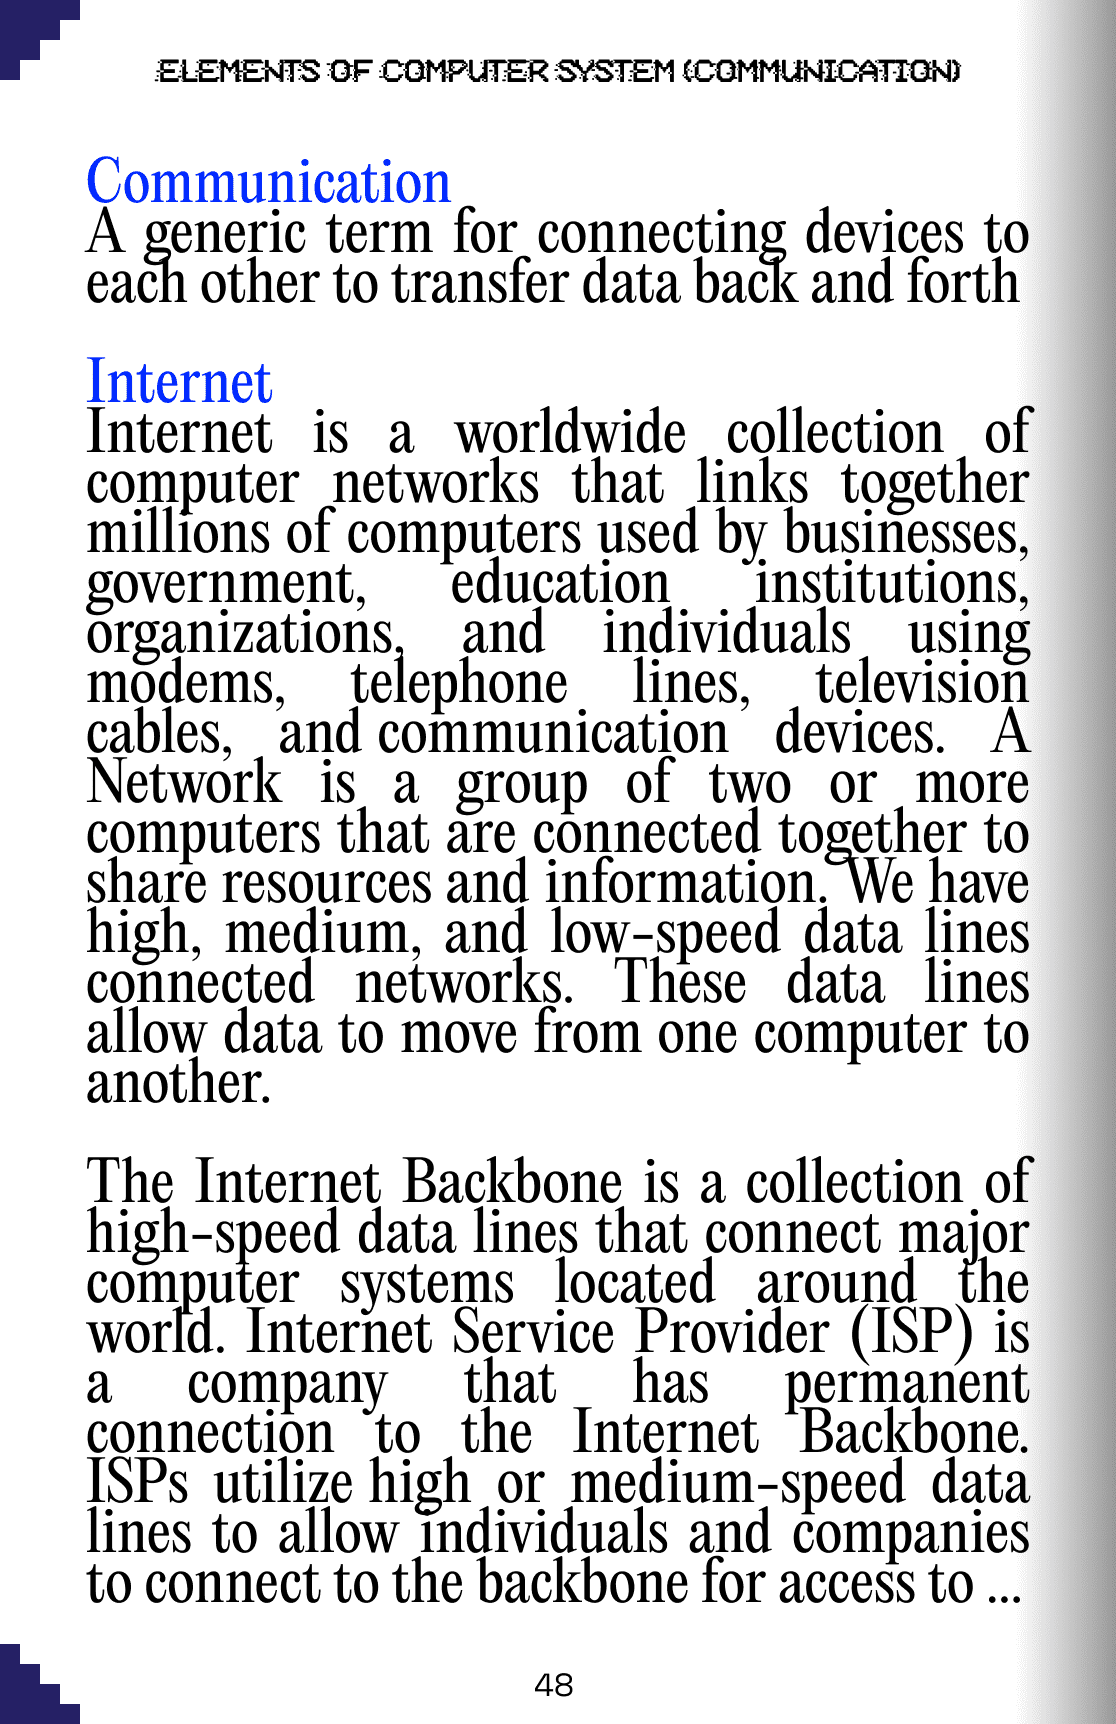 ELEMENTS OF COMPUTER SYSTEM (COMMUNICATION)
Communication
A generic term for connecting devices to
each other to transfer data back and forth
Internet
Internet is a worldwide collection of
computer networks that links together
millions of computers used by businesses,
government, education institutions,
organizations, and individuals using
modems, telephone lines, television
cables, and communication devices. A
Network is a group of two or more
computers that are connected together to
share resources and information. We have
high, medium, and low-speed data lines
connected networks. These data lines
allow data to move from one computer to
another.
The Internet Backbone is a collection of
high-speed data lines that connect major
computer systems located around the
world. Internet Service Provider (ISP) is
a company that has permanent
connection to the Internet Backbone.
ISPs utilize high or medium-speed data
lines to allow individuals and companies
to connect to the backbone for access to ...
48